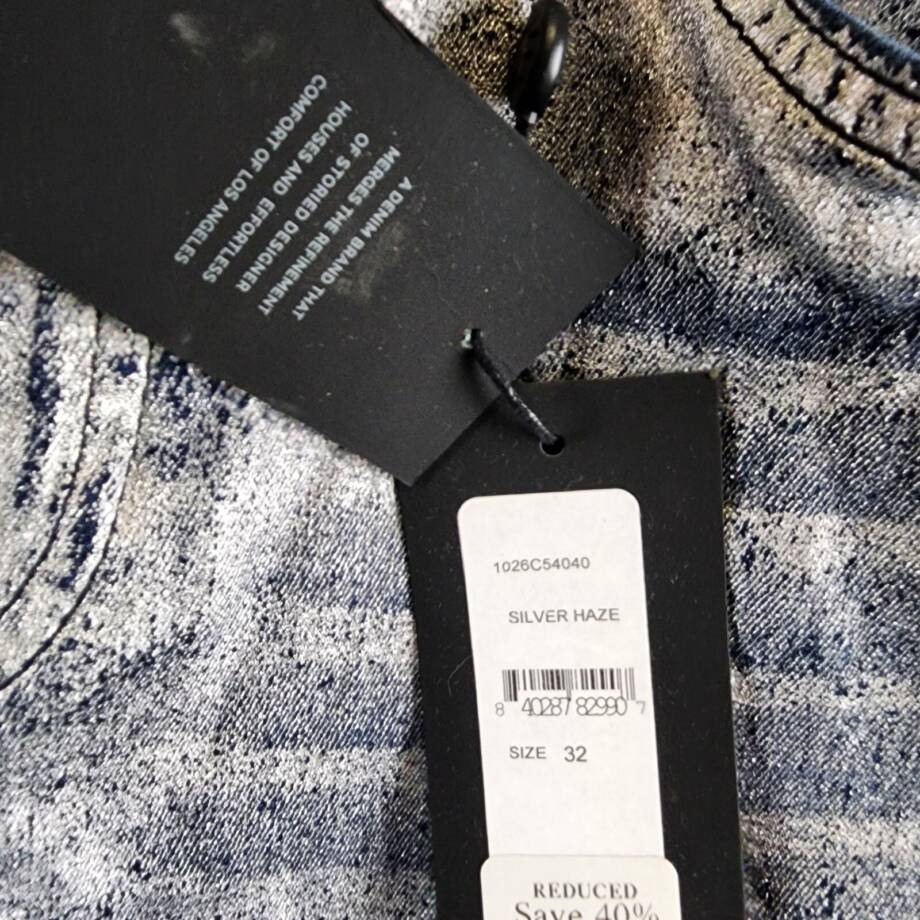 A DENIM BRAND THAT
MERGES THE REFINEMENT
OF STORIED DESIGNER
HOUSES AND EFFORTLESS
COMFORT OF LOS ANGELES
1026C54040
SILVER HAZE
8 40287 82990 7
SIZE 32
REDUCED
Save 40%